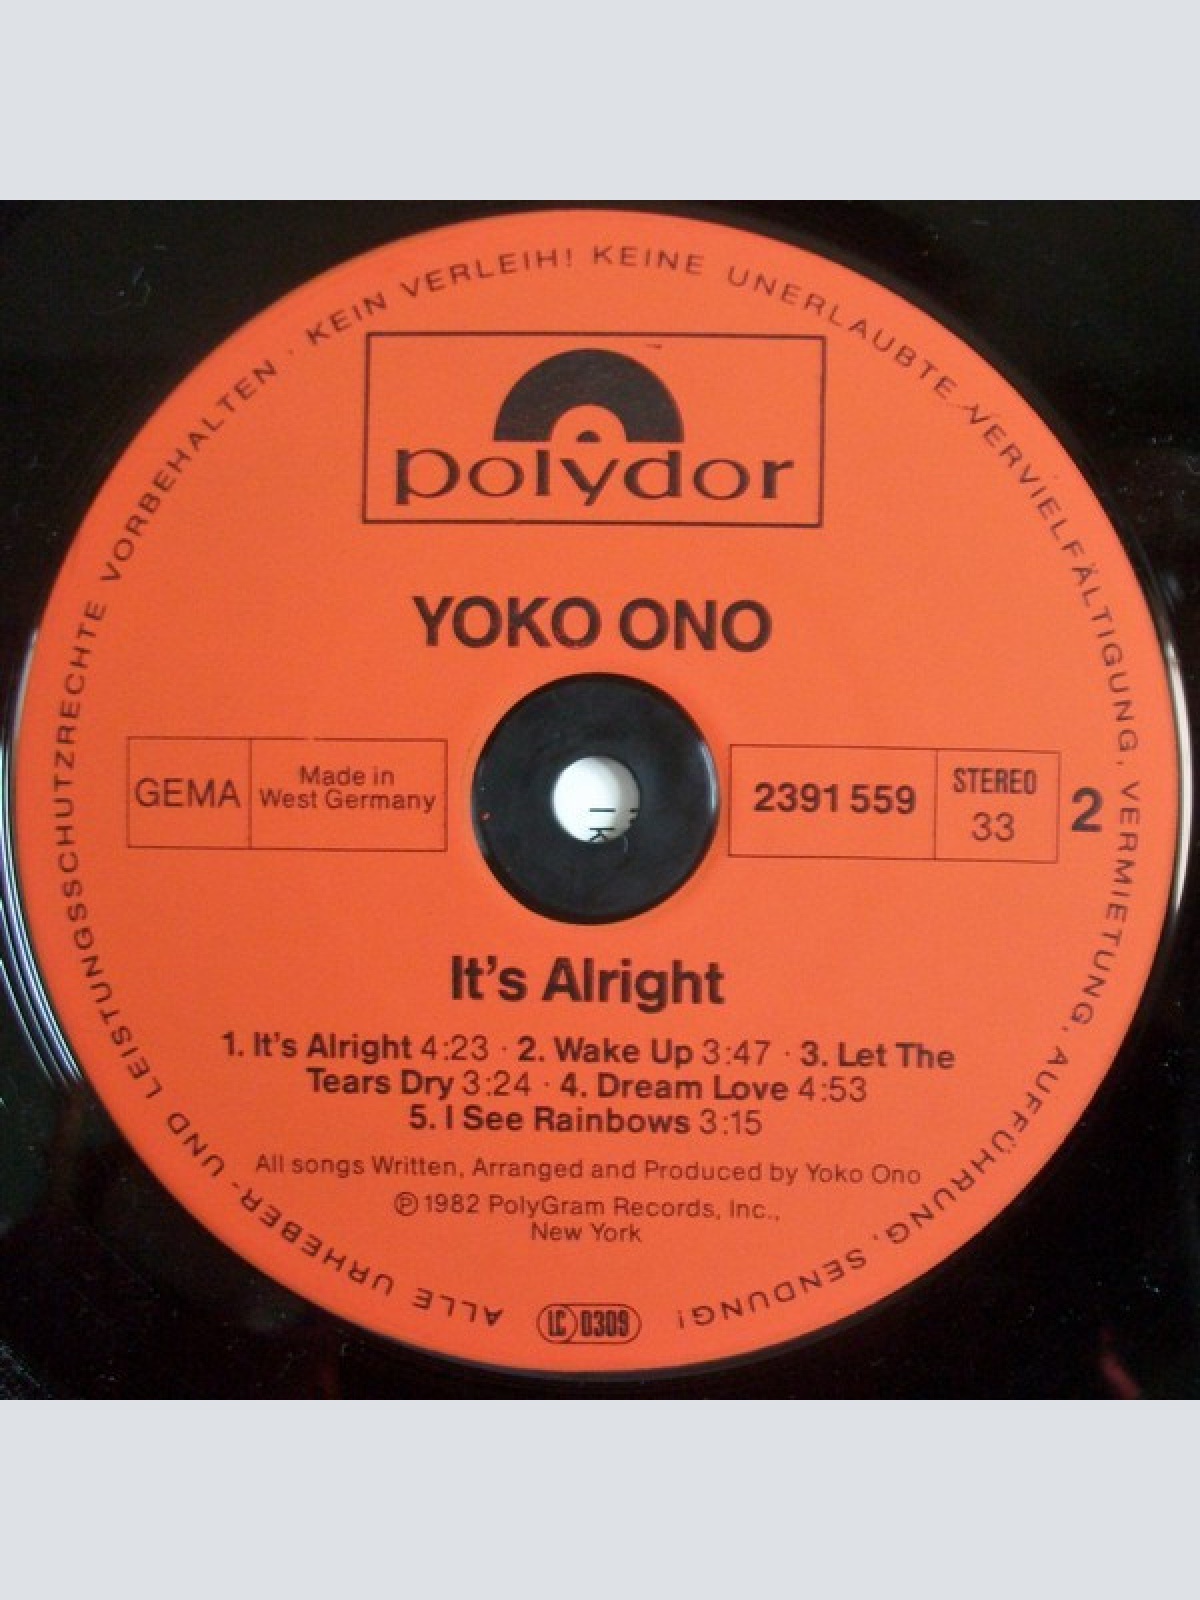 ALLE URHEBER- UND LEISTUNGSSCHUTZRECHTE VORBEHALTEN · KEIN VERLEIH! KEINE UNERLAUBTE VERVIELFÄLTIGUNG, VERMIETUNG, AUFFÜHRUNG, SENDUNG!
polydor
YOKO ONO
GEMA
Made in
West Germany
2391 559
STEREO
33
2
It's Alright
1. It's Alright 4:23 · 2. Wake Up 3:47 · 3. Let The
Tears Dry 3:24 · 4. Dream Love 4:53
5. I See Rainbows 3:15
All songs Written, Arranged and Produced by Yoko Ono
Ⓟ 1982 PolyGram Records, Inc.,
New York
LC 0309